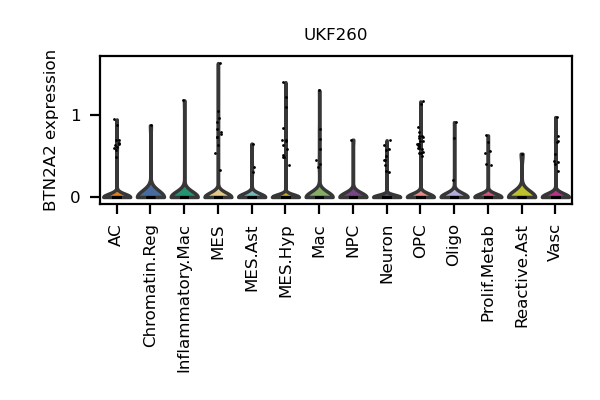 UKF260
BTN2A2 expression
1
0
AC
Chromatin.Reg
Inflammatory.Mac
MES
MES.Ast
MES.Hyp
Mac
NPC
Neuron
OPC
Oligo
Prolif.Metab
Reactive.Ast
Vasc